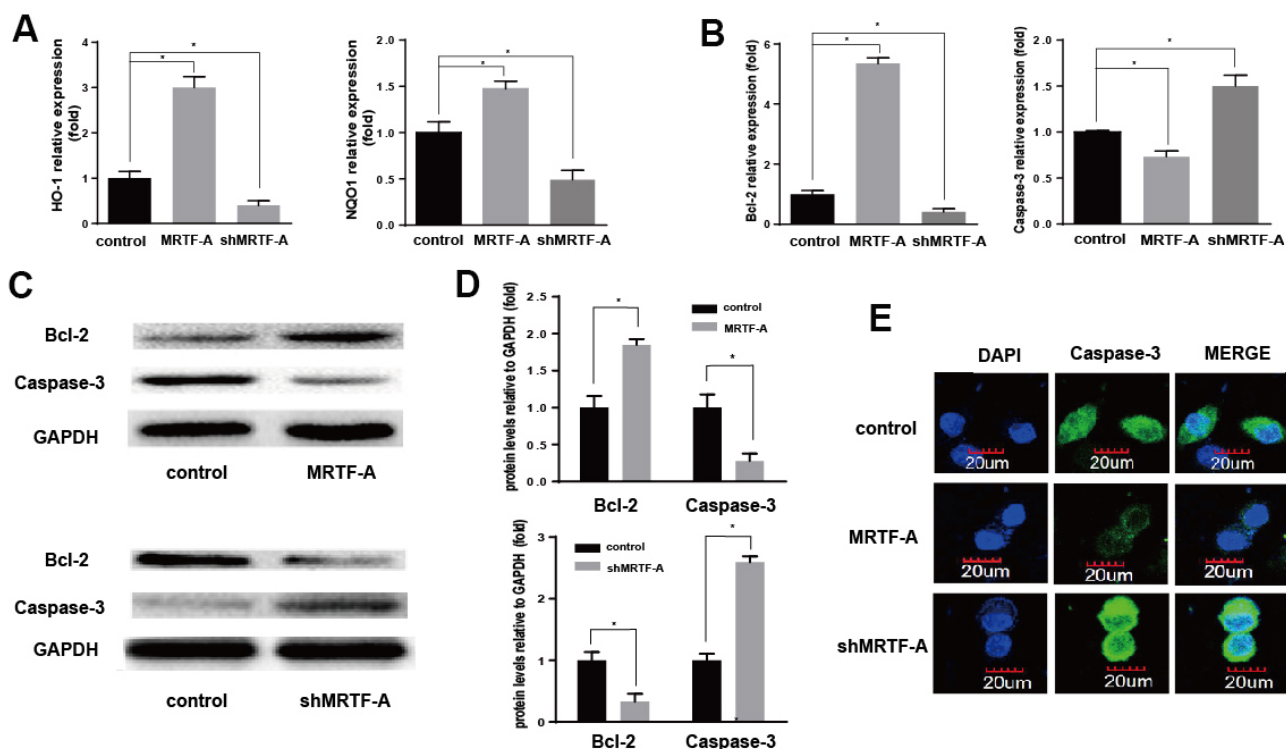 A
HO-1 relative expression
(fold)
5
4
3
2
1
0
*
*
control
MRTF-A
shMRTF-A
NQO1 relative expression
(fold)
2.0
1.5
1.0
0.5
0.0
*
*
control
MRTF-A
shMRTF-A
B
Bcl-2 relative expression (fold)
6
4
2
0
*
*
control
MRTF-A
shMRTF-A
Caspase-3 relative expression (fold)
2.0
1.5
1.0
0.5
0.0
*
*
control
MRTF-A
shMRTF-A
C
Bcl-2
Caspase-3
GAPDH
control
MRTF-A
Bcl-2
Caspase-3
GAPDH
control
shMRTF-A
D
protein levels relative to GAPDH (fold)
2.5
2.0
1.5
1.0
0.5
0.0
*
*
control
MRTF-A
Bcl-2
Caspase-3
protein levels relative to GAPDH (fold)
3
2
1
0
*
*
*
control
shMRTF-A
Bcl-2
Caspase-3
E
DAPI
Caspase-3
MERGE
control
20um
20um
20um
MRTF-A
20um
20um
20um
shMRTF-A
20um
20um
20um